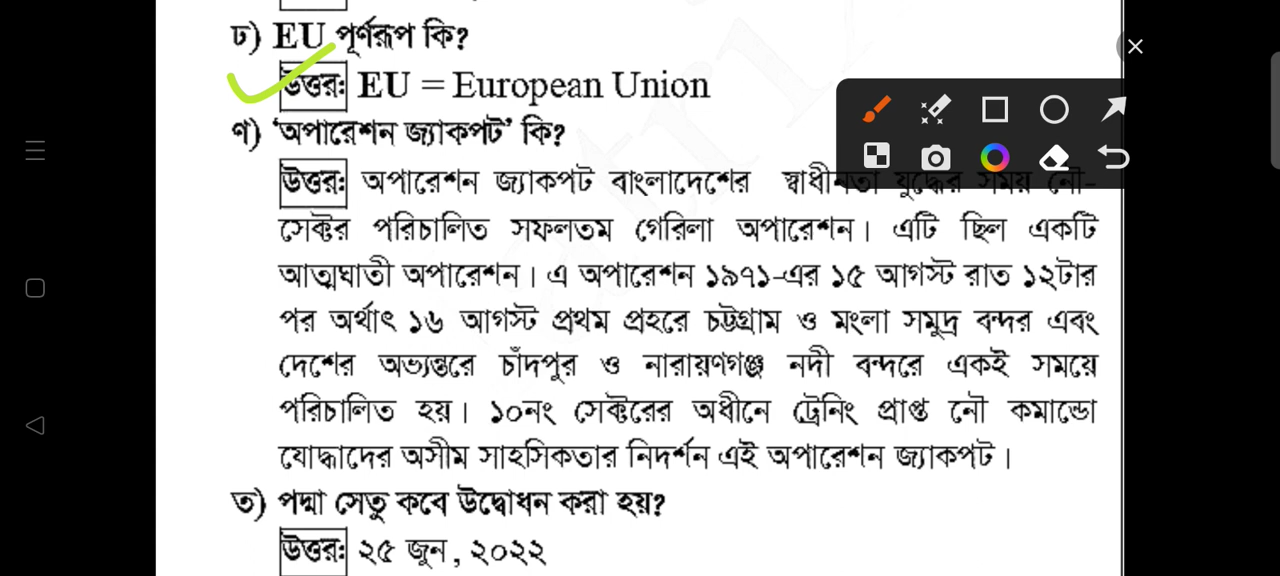 ঢ) EU পূর্ণরূপ কি?
উত্তর: EU = European Union
ণ) ‘অপারেশন জ্যাকপট’ কি?
উত্তর: অপারেশন জ্যাকপট বাংলাদেশের স্বাধীনতা যুদ্ধের সময় নৌ-
সেক্টর পরিচালিত সফলতম গেরিলা অপারেশন। এটি ছিল একটি
আত্মঘাতী অপারেশন। এ অপারেশন ১৯৭১-এর ১৫ আগস্ট রাত ১২টার
পর অর্থাৎ ১৬ আগস্ট প্রথম প্রহরে চট্টগ্রাম ও মংলা সমুদ্র বন্দর এবং
দেশের অভ্যন্তরে চাঁদপুর ও নারায়ণগঞ্জ নদী বন্দরে একই সময়ে
পরিচালিত হয়। ১০নং সেক্টরের অধীনে ট্রেনিং প্রাপ্ত নৌ কমান্ডো
যোদ্ধাদের অসীম সাহসিকতার নিদর্শন এই অপারেশন জ্যাকপট।
ত) পদ্মা সেতু কবে উদ্বোধন করা হয়?
উত্তর: ২৫ জুন, ২০২২